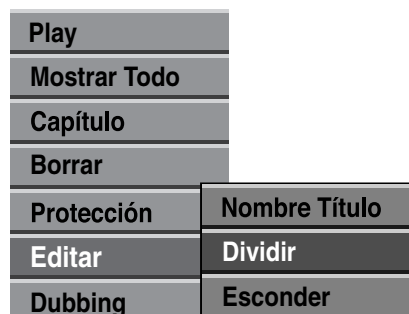 Play
Mostrar Todo
Capítulo
Borrar
Protección
Nombre Título
Editar
Dividir
Dubbing
Esconder